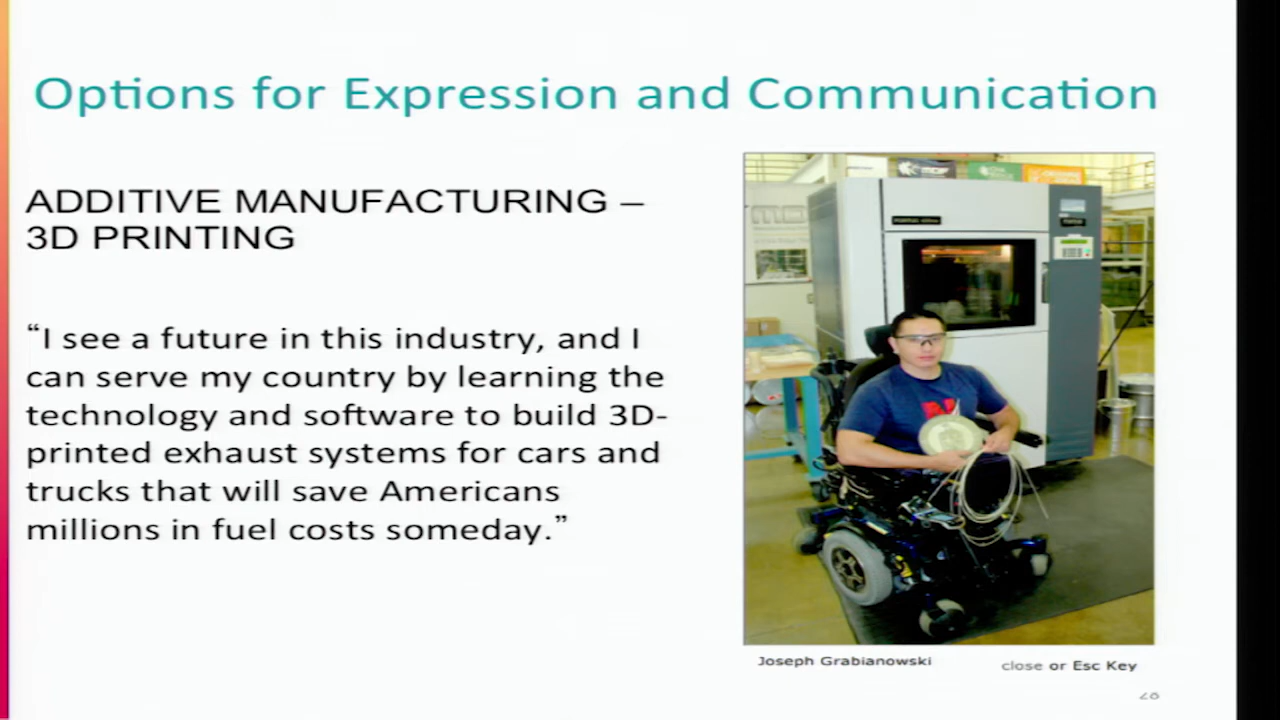 Options for Expression and Communication
ADDITIVE MANUFACTURING –
3D PRINTING
“I see a future in this industry, and I
can serve my country by learning the
technology and software to build 3D-
printed exhaust systems for cars and
trucks that will save Americans
millions in fuel costs someday.”
Joseph Grabianowski
close or Esc Key